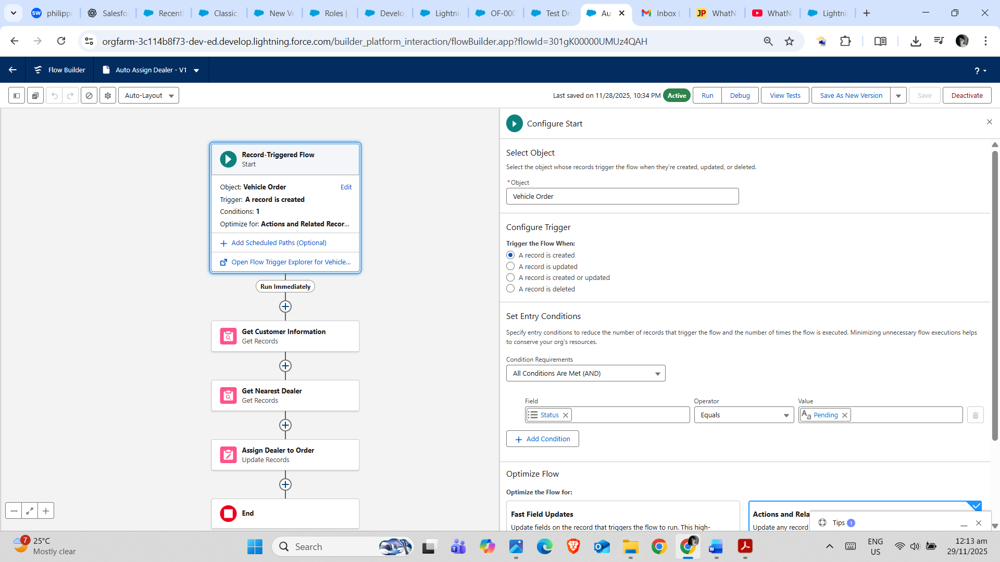 philippi
Salesfo
Recent
Classic
New Ve
Roles |
Develo
Lightni
OF-000
Test Dr
Au
Inbox (
WhatN
WhatN
Lightni
orgfarm-3c114b8f73-dev-ed.develop.lightning.force.com/builder_platform_interaction/flowBuilder.app?flowId=301gK00000UMUz4QAH
Flow Builder
Auto Assign Dealer - V1
?
Auto-Layout
Last saved on 11/28/2025, 10:34 PM
Active
Run
Debug
View Tests
Save As New Version
Save
Deactivate
Record-Triggered Flow
Start
Object: Vehicle Order
Edit
Trigger: A record is created
Conditions: 1
Optimize for: Actions and Related Recor...
Add Scheduled Paths (Optional)
Open Flow Trigger Explorer for Vehicle...
Run Immediately
Get Customer Information
Get Records
Get Nearest Dealer
Get Records
Assign Dealer to Order
Update Records
End
Configure Start
Select Object
Select the object whose records trigger the flow when they're created, updated, or deleted.
* Object
Vehicle Order
Configure Trigger
Trigger the Flow When:
A record is created
A record is updated
A record is created or updated
A record is deleted
Set Entry Conditions
Specify entry conditions to reduce the number of records that trigger the flow and the number of times the flow is executed. Minimizing unnecessary flow executions helps
to conserve your org's resources.
Condition Requirements
All Conditions Are Met (AND)
Field
Operator
Value
Status
Equals
Aa Pending
Add Condition
Optimize Flow
Optimize the Flow for:
Fast Field Updates
Update fields on the record that triggers the flow to run. This high-
Actions and Rela
Update any record
Tips 1
7
25°C
Mostly clear
Search
ENG
US
12:13 am
29/11/2025